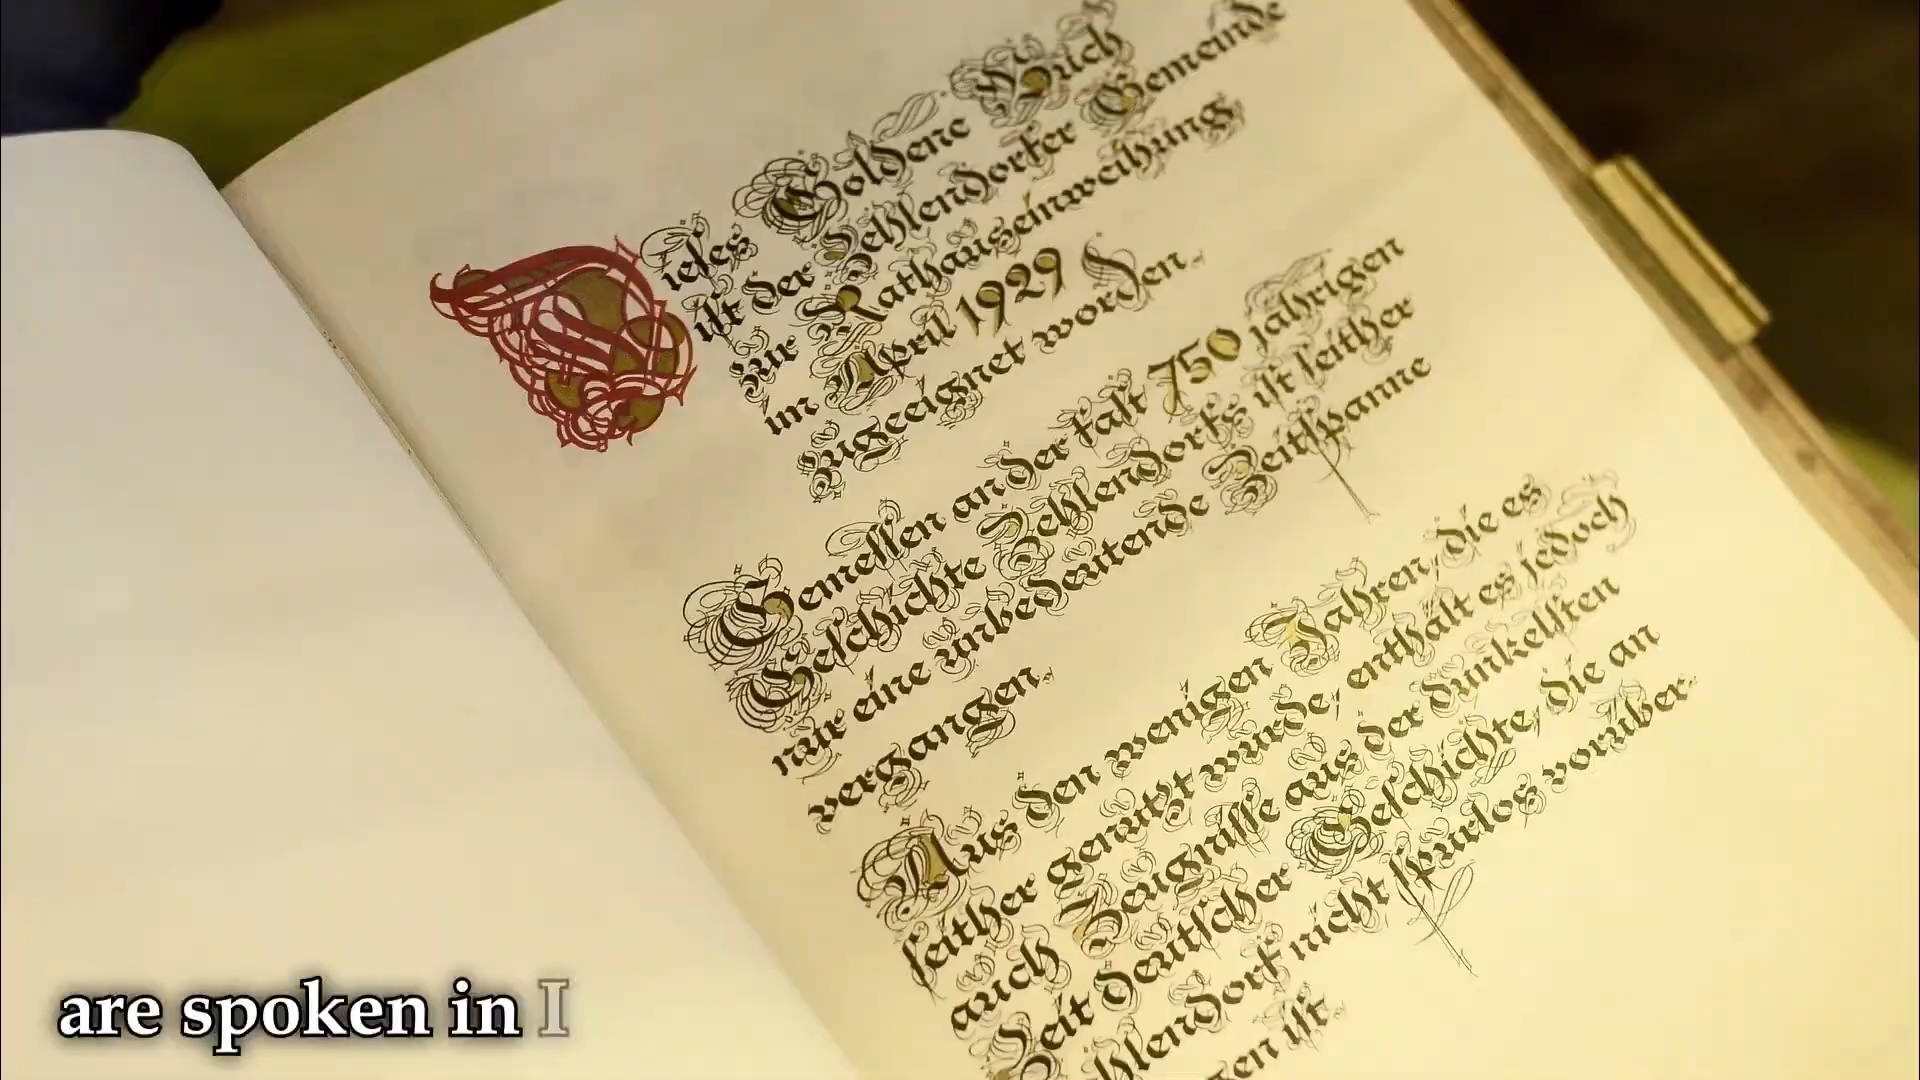 Dieses Goldene Buch
ist der Zehlendorfer Gemeinde
zur Rathauseinweihung
im April 1929
zugeeignet worden.
Gemessen an der fast 750 jährigen
Geschichte Zehlendorfs ist seither
nur eine unbedeutende Zeitspanne
vergangen.
Aus den wenigen Jahren, die es
seither genutzt wurde, enthält es jedoch
auch Zeugnisse aus der dunkelsten
Zeit deutscher Geschichte, die an
Zehlendorf nicht spurlos vorüber
gen ist.
are spoken in I